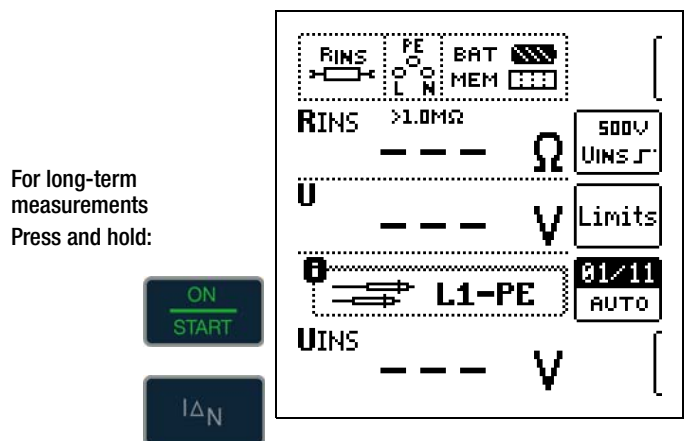 For long-term
measurements
Press and hold:
ON
START
IΔN
RINS
PE
L N
BAT
MEM
RINS >1.0MΩ
--- Ω
500V
UINS
U
--- V
Limits
L1-PE
01/11
AUTO
UINS
--- V